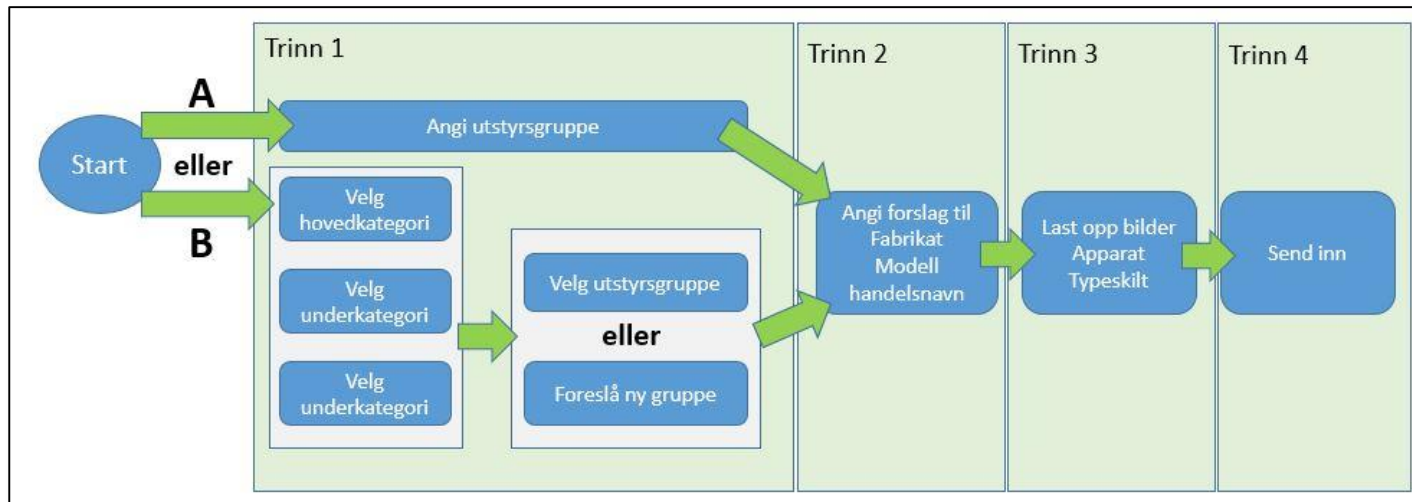 Trinn 1
Trinn 2
Trinn 3
Trinn 4
A
Start
eller
B
Angi utstyrsgruppe
Velg
hovedkategori
Velg
underkategori
Velg
underkategori
Velg utstyrsgruppe
eller
Foreslå ny gruppe
Angi forslag til
Fabrikat
Modell
handelsnavn
Last opp bilder
Apparat
Typeskilt
Send inn